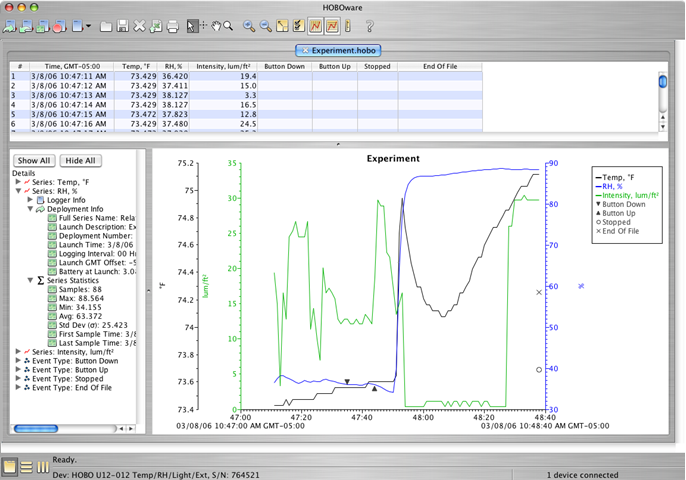 HOBOware
Experiment.hobo
# Time, GMT-05:00 Temp, °F RH, % Intensity, lum/ft² Button Down Button Up Stopped End Of File
1 3/8/06 10:47:11 AM 73.429 36.420 19.4
2 3/8/06 10:47:12 AM 73.429 37.411 15.0
3 3/8/06 10:47:13 AM 73.429 38.127 3.3
4 3/8/06 10:47:14 AM 73.429 38.127 16.5
5 3/8/06 10:47:15 AM 73.472 37.823 12.8
6 3/8/06 10:47:16 AM 73.429 37.480 24.5
Show All Hide All
Details
Series: Temp, °F
Series: RH, %
Logger Info
Deployment Info
Full Series Name: Rela
Launch Description: Ex
Deployment Number:
Launch Time: 3/8/06
Logging Interval: 00 H
Launch GMT Offset: -5
Battery at Launch: 3.0
Series Statistics
Samples: 88
Max: 88.564
Min: 34.155
Avg: 63.372
Std Dev (σ): 25.423
First Sample Time: 3/8
Last Sample Time: 3/8
Series: Intensity, lum/ft²
Event Type: Button Down
Event Type: Button Up
Event Type: Stopped
Event Type: End Of File
Experiment
75.2
75
74.8
74.6
74.4
74.2
74
73.8
73.6
73.4
°F
35
30
25
20
15
10
5
0
lum/ft²
90
80
70
60
50
40
30
%
47:00 47:20 47:40 48:00 48:20 48:40
03/08/06 10:47:00 AM GMT-05:00 03/08/06 10:48:40 AM GMT-05:00
Temp, °F
RH, %
Intensity, lum/ft²
Button Down
Button Up
Stopped
End Of File
Ready.
Dev: HOBO U12-012 Temp/RH/Light/Ext, S/N: 764521 1 device connected